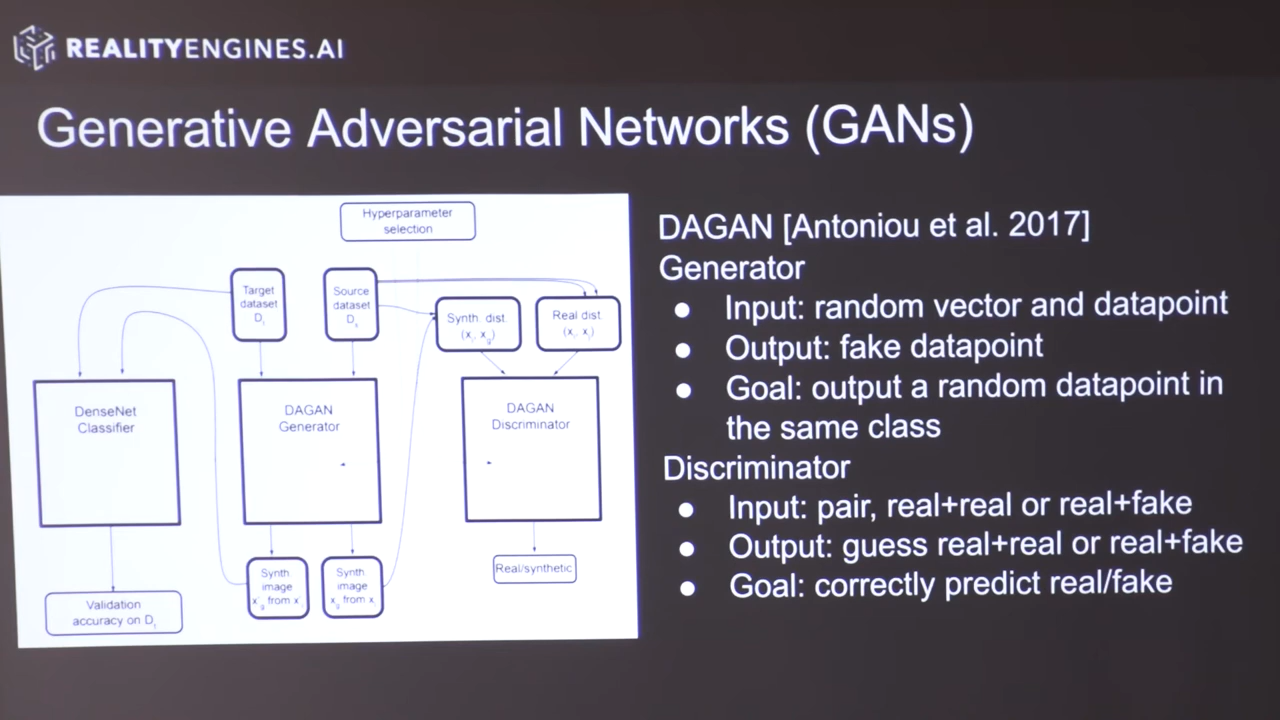 REALITYENGINES.AI
Generative Adversarial Networks (GANs)
Hyperparameter
selection
Target
dataset
Source
dataset
Synth. dist.
Real dist.
DenseNet
Classifier
DAGAN
Generator
DAGAN
Discriminator
Synth.
image
from
Synth.
image
from
Real/synthetic
Validation
accuracy on
DAGAN [Antoniou et al. 2017]
Generator
● Input: random vector and datapoint
● Output: fake datapoint
● Goal: output a random datapoint in
the same class
Discriminator
● Input: pair, real+real or real+fake
● Output: guess real+real or real+fake
● Goal: correctly predict real/fake